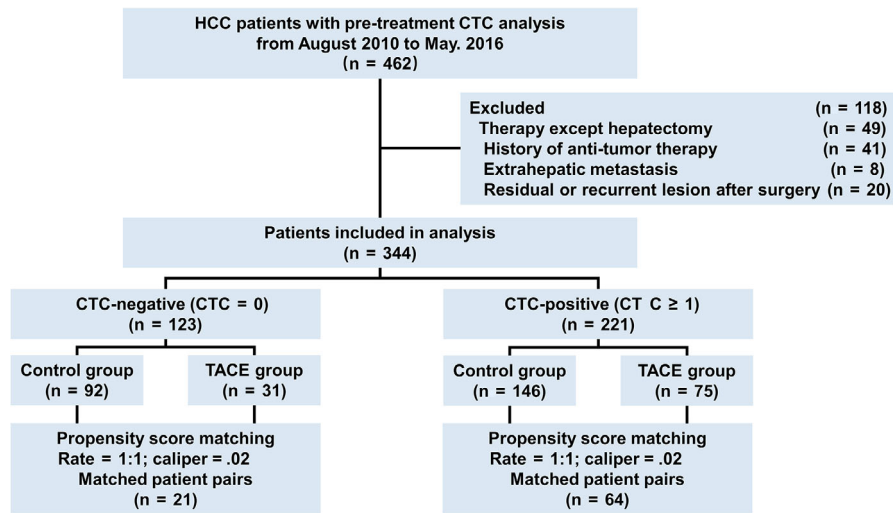 HCC patients with pre-treatment CTC analysis
from August 2010 to May. 2016
(n = 462)
Excluded (n = 118)
Therapy except hepatectomy (n = 49)
History of anti-tumor therapy (n = 41)
Extrahepatic metastasis (n = 8)
Residual or recurrent lesion after surgery (n = 20)
Patients included in analysis
(n = 344)
CTC-negative (CTC = 0)
(n = 123)
CTC-positive (CT C ≥ 1)
(n = 221)
Control group
(n = 92)
TACE group
(n = 31)
Control group
(n = 146)
TACE group
(n = 75)
Propensity score matching
Rate = 1:1; caliper = .02
Matched patient pairs
(n = 21)
Propensity score matching
Rate = 1:1; caliper = .02
Matched patient pairs
(n = 64)